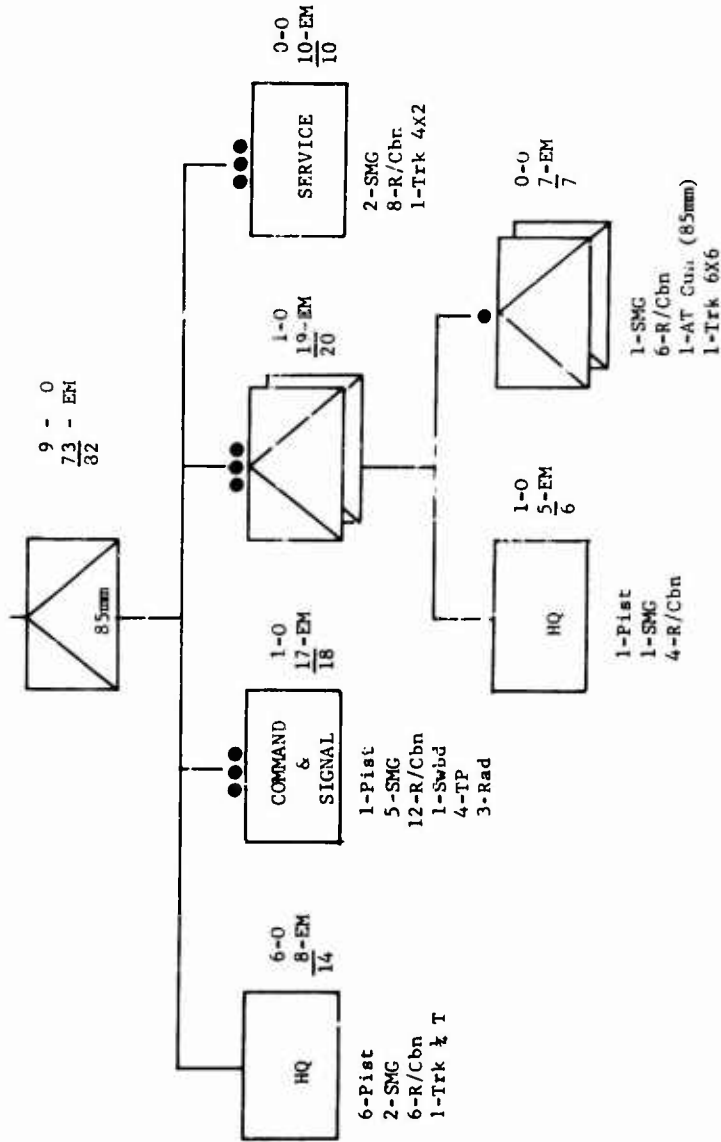 9 - O
73 - EM
82
85mm
6-O
8-EM
14
HQ
6-Pist
2-SMG
6-R/Cbn
1-Trk ¼ T
1-O
17-EM
18
COMMAND
&
SIGNAL
1-Pist
5-SMG
12-R/Cbn
1-Swbd
4-TP
3-Rad
1-O
19-EM
20
0-O
10-EM
10
SERVICE
2-SMG
8-R/Cbn
1-Trk 4X2
1-O
5-EM
6
HQ
1-Pist
1-SMG
4-R/Cbn
0-O
7-EM
7
1-SMG
6-R/Cbn
1-AT Gun (85mm)
1-Trk 6X6